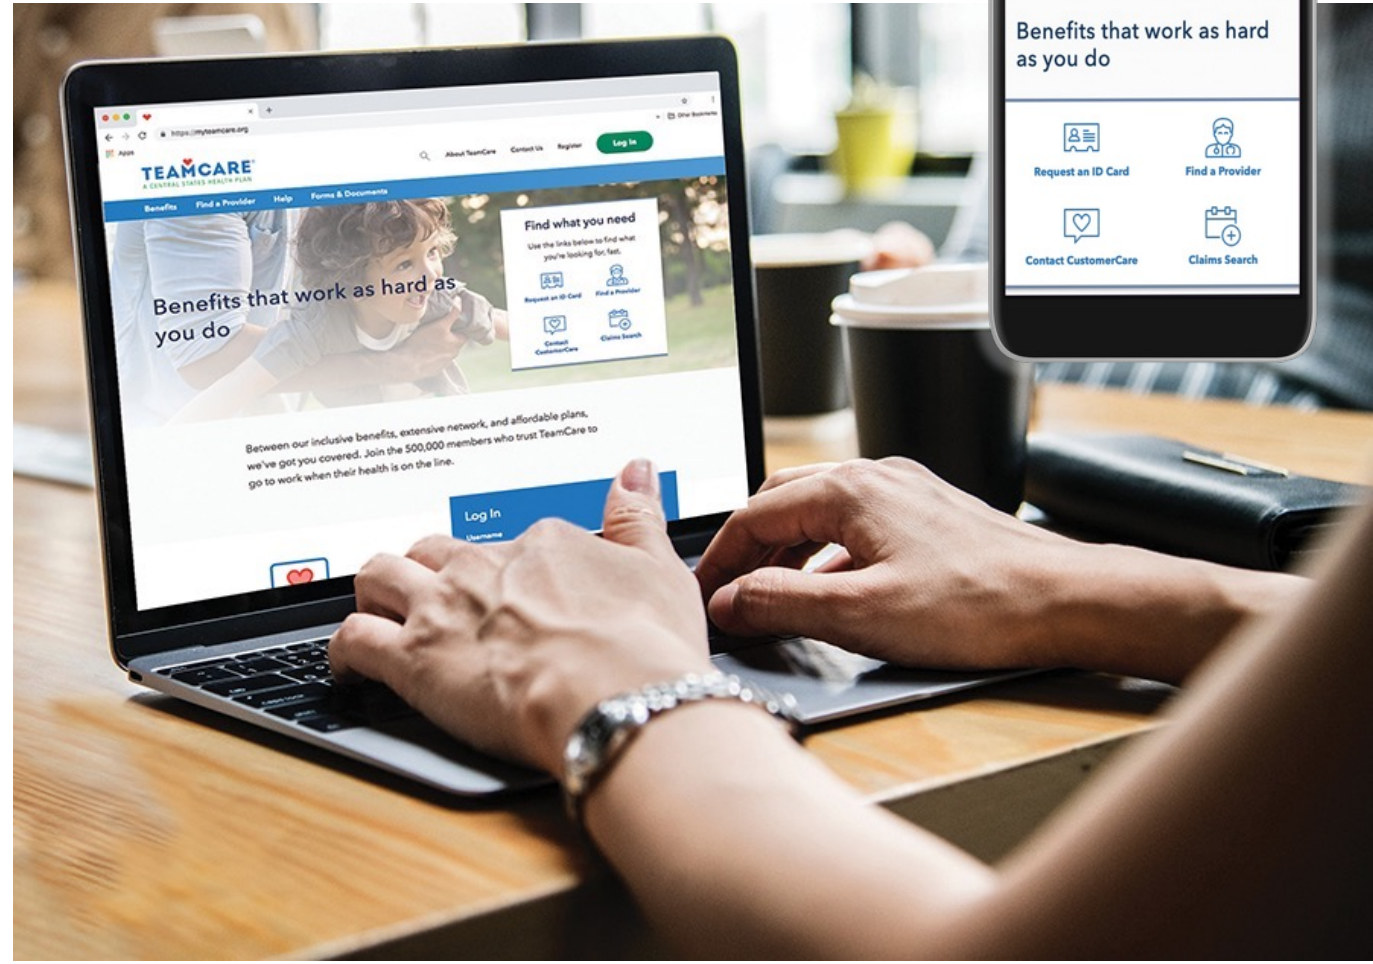 https://myteamcare.org
Other Bookmarks
Apps
TEAMCARE®
A CENTRAL STATES HEALTH PLAN
About TeamCare Contact Us Register Log In
Benefits Find a Provider Help Forms & Documents
Benefits that work as hard as
you do
Find what you need
Use the links below to find what
you're looking for, fast.
Request an ID Card Find a Provider
Contact
CustomerCare
Claims Search
Between our inclusive benefits, extensive network, and affordable plans,
we've got you covered. Join the 500,000 members who trust TeamCare to
go to work when their health is on the line.
Log In
Username
Benefits that work as hard
as you do
Request an ID Card Find a Provider
Contact CustomerCare Claims Search